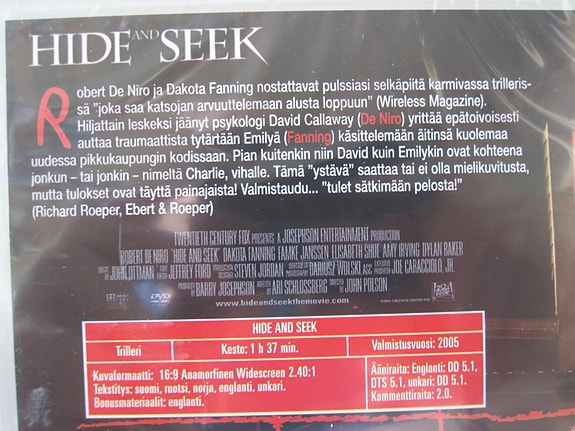 HIDE AND SEEK
Robert De Niro ja Dakota Fanning nostattavat pulssiasi selkäpiitä karmivassa trilleris-
sä "joka saa katsojan arvuuttelemaan alusta loppuun" (Wireless Magazine).
Hiljattain leskeksi jäänyt psykologi David Callaway (De Niro) yrittää epätoivoisesti
auttaa traumaattista tytärtään Emilyä (Fanning) käsittelemään äitinsä kuolemaa
uudessa pikkukaupungin kodissaan. Pian kuitenkin niin David kuin Emilykin ovat kohteena
jonkun – tai jonkin – nimeltä Charlie, vihalle. Tämä "ystävä" saattaa tai ei olla mielikuvitusta,
mutta tulokset ovat täyttä painajaista! Valmistaudu... "tulet sätkimään pelosta!"
(Richard Roeper, Ebert & Roeper)
TWENTIETH CENTURY FOX PRESENTS A JOSEPHSON ENTERTAINMENT PRODUCTION
ROBERT DE NIRO "HIDE AND SEEK" DAKOTA FANNING FAMKE JANSSEN ELISABETH SHUE AMY IRVING DYLAN BAKER
JOHN OTTMAN JEFFREY FORD STEVEN JORDAN DARIUSZ WOLSKI, ASC JOE CARACCIOLO, JR.
BARRY JOSEPHSON ARI SCHLOSSBERG JOHN POLSON
DVD
www.hideandseekthemovie.com
HIDE AND SEEK
Trilleri Kesto: 1 h 37 min. Valmistusvuosi: 2005
Kuvaformaatti: 16:9 Anamorfinen Widescreen 2.40:1
Tekstitys: suomi, ruotsi, norja, englanti, unkari.
Bonusmateriaalit: englanti.
Ääniraita: Englanti: DD 5.1,
DTS 5.1, unkari: DD 5.1.
Kommenttiraita: 2.0.